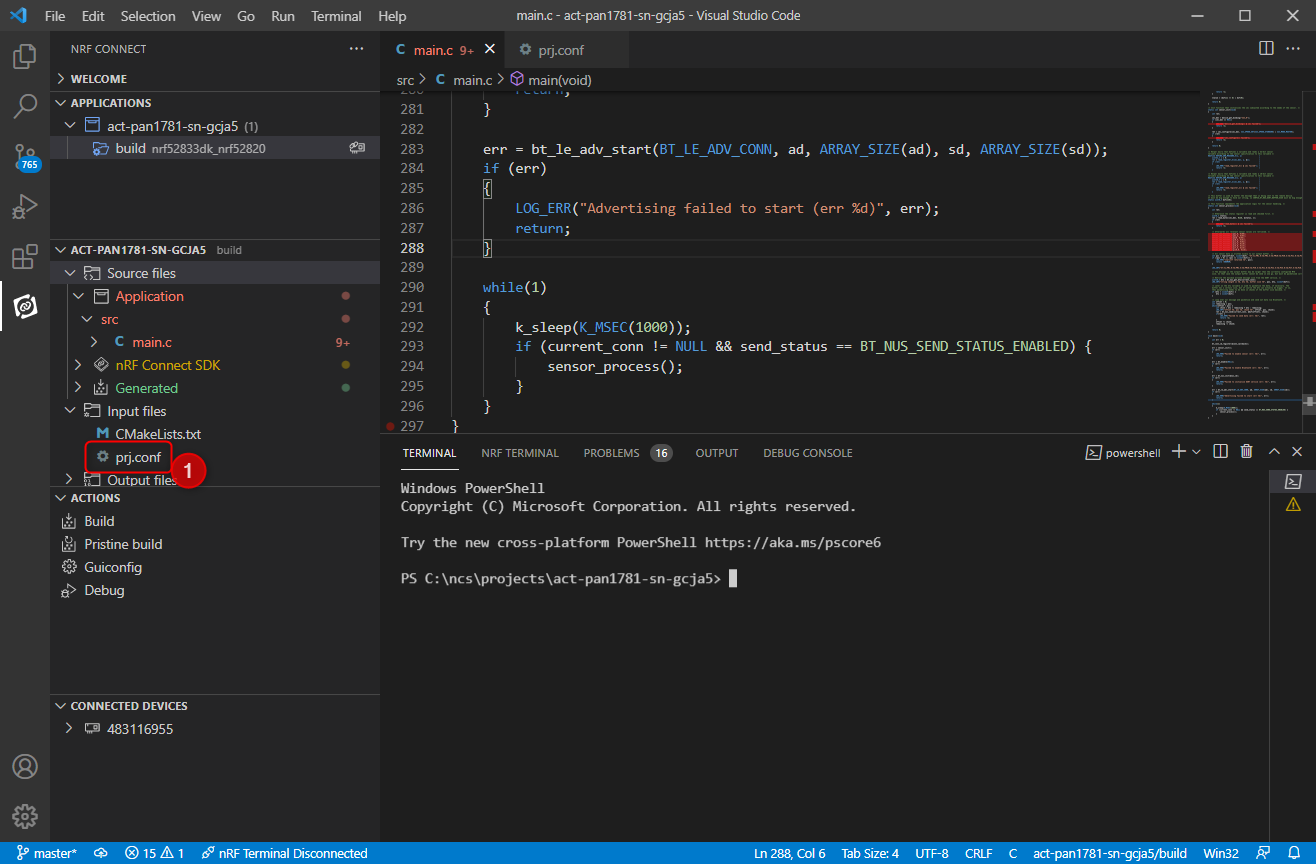 File Edit Selection View Go Run Terminal Help main.c - act-pan1781-sn-gcja5 - Visual Studio Code
NRF CONNECT ···
WELCOME
APPLICATIONS
act-pan1781-sn-gcja5 (1)
build nrf52833dk_nrf52820
765
ACT-PAN1781-SN-GCJA5 build
Source files
Application
src
C main.c 9+
nRF Connect SDK
Generated
Input files
M CMakeLists.txt
prj.conf
1
Output files
ACTIONS
Build
Pristine build
Guiconfig
Debug
CONNECTED DEVICES
483116955
C main.c 9+ prj.conf
src > C main.c > main(void)
280 return;
281 }
282
283 err = bt_le_adv_start(BT_LE_ADV_CONN, ad, ARRAY_SIZE(ad), sd, ARRAY_SIZE(sd));
284 if (err)
285 {
286 LOG_ERR("Advertising failed to start (err %d)", err);
287 return;
288 }
289
290 while(1)
291 {
292 k_sleep(K_MSEC(1000));
293 if (current_conn != NULL && send_status == BT_NUS_SEND_STATUS_ENABLED) {
294 sensor_process();
295 }
296 }
297 }
TERMINAL NRF TERMINAL PROBLEMS 16 OUTPUT DEBUG CONSOLE powershell
Windows PowerShell
Copyright (C) Microsoft Corporation. All rights reserved.
Try the new cross-platform PowerShell https://aka.ms/pscore6
PS C:\ncs\projects\act-pan1781-sn-gcja5>
master* 15 1 nRF Terminal Disconnected Ln 288, Col 6 Tab Size: 4 UTF-8 CRLF C act-pan1781-sn-gcja5/build Win32